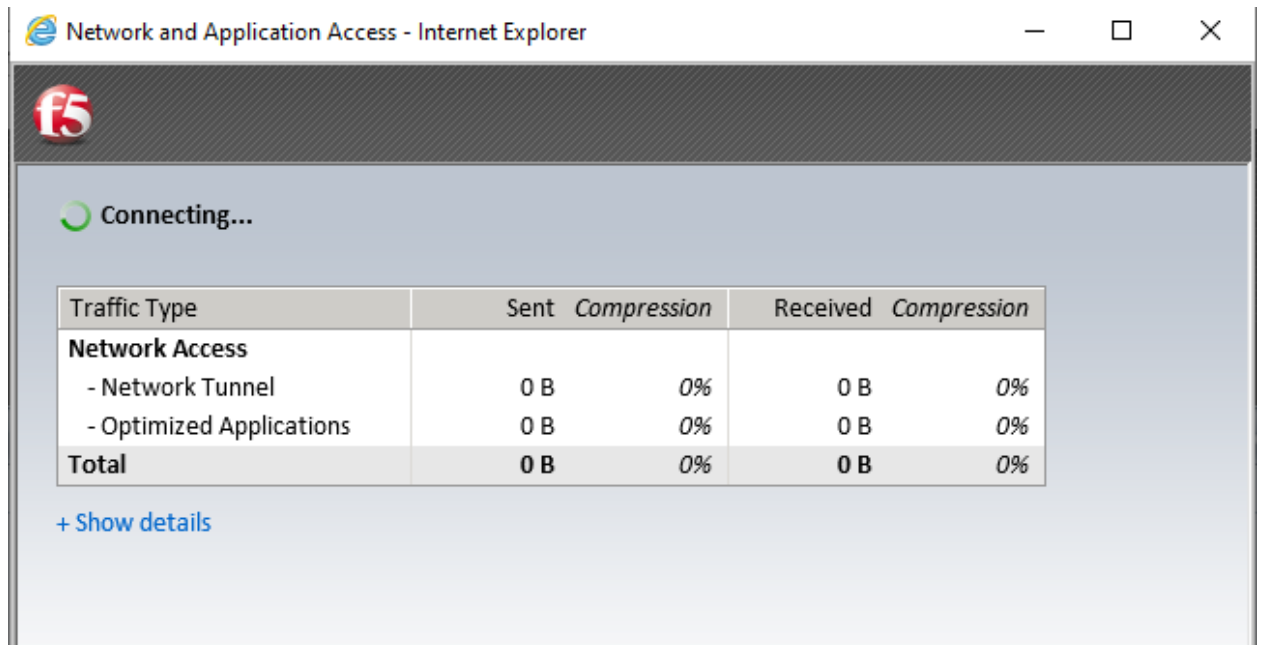 Network and Application Access - Internet Explorer
f5
Connecting...
Traffic Type Sent Compression Received Compression
Network Access
- Network Tunnel 0 B 0% 0 B 0%
- Optimized Applications 0 B 0% 0 B 0%
Total 0 B 0% 0 B 0%
+ Show details